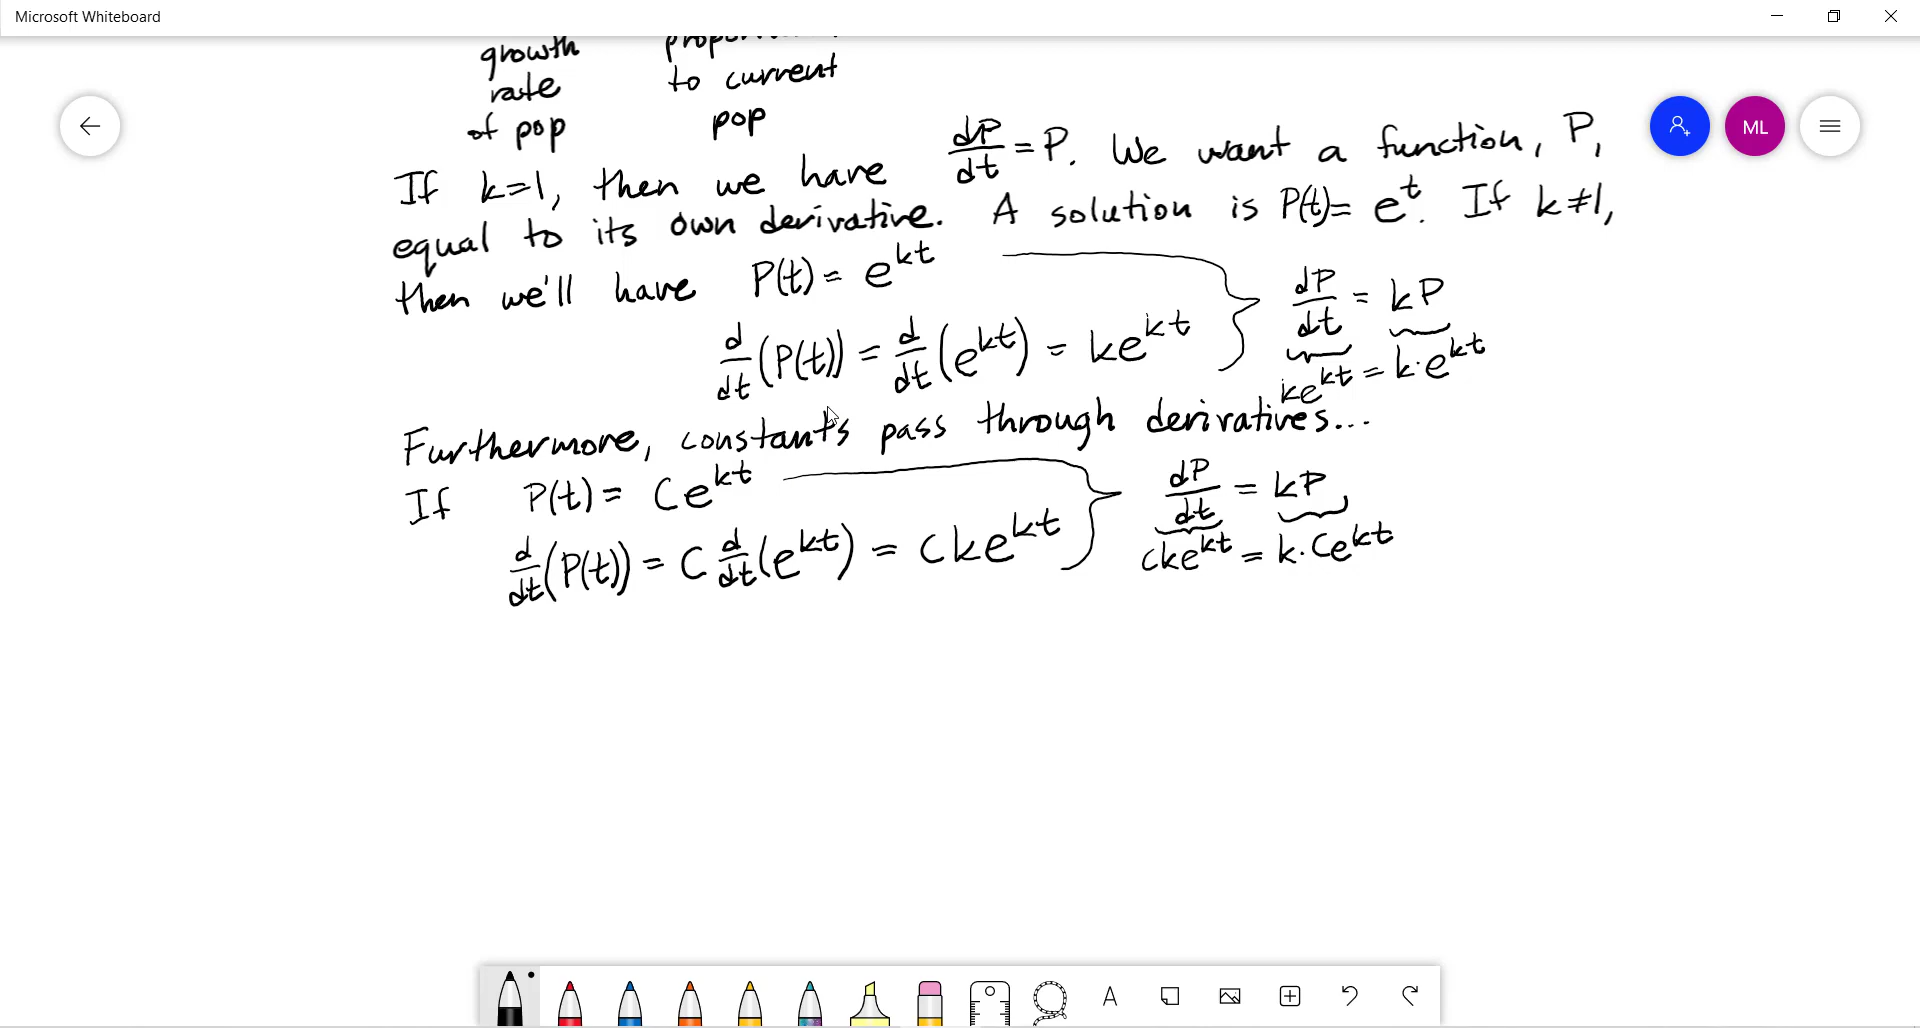 Microsoft Whiteboard
growth
to current
rate
of pop
pop
ML
If k=1, then we have dP/dt = P. We want a function, P,
equal to its own derivative. A solution is P(t)= e^t. If k≠1,
then we'll have P(t) = e^{kt}
dP/dt = kP
d/dt (P(t)) = d/dt (e^{kt}) = ke^{kt}
ke^{kt} = k·e^{kt}
Furthermore, constants pass through derivatives...
If P(t) = Ce^{kt}
dP/dt = kP
d/dt (P(t)) = C d/dt (e^{kt}) = Cke^{kt}
Cke^{kt} = k·Ce^{kt}
A